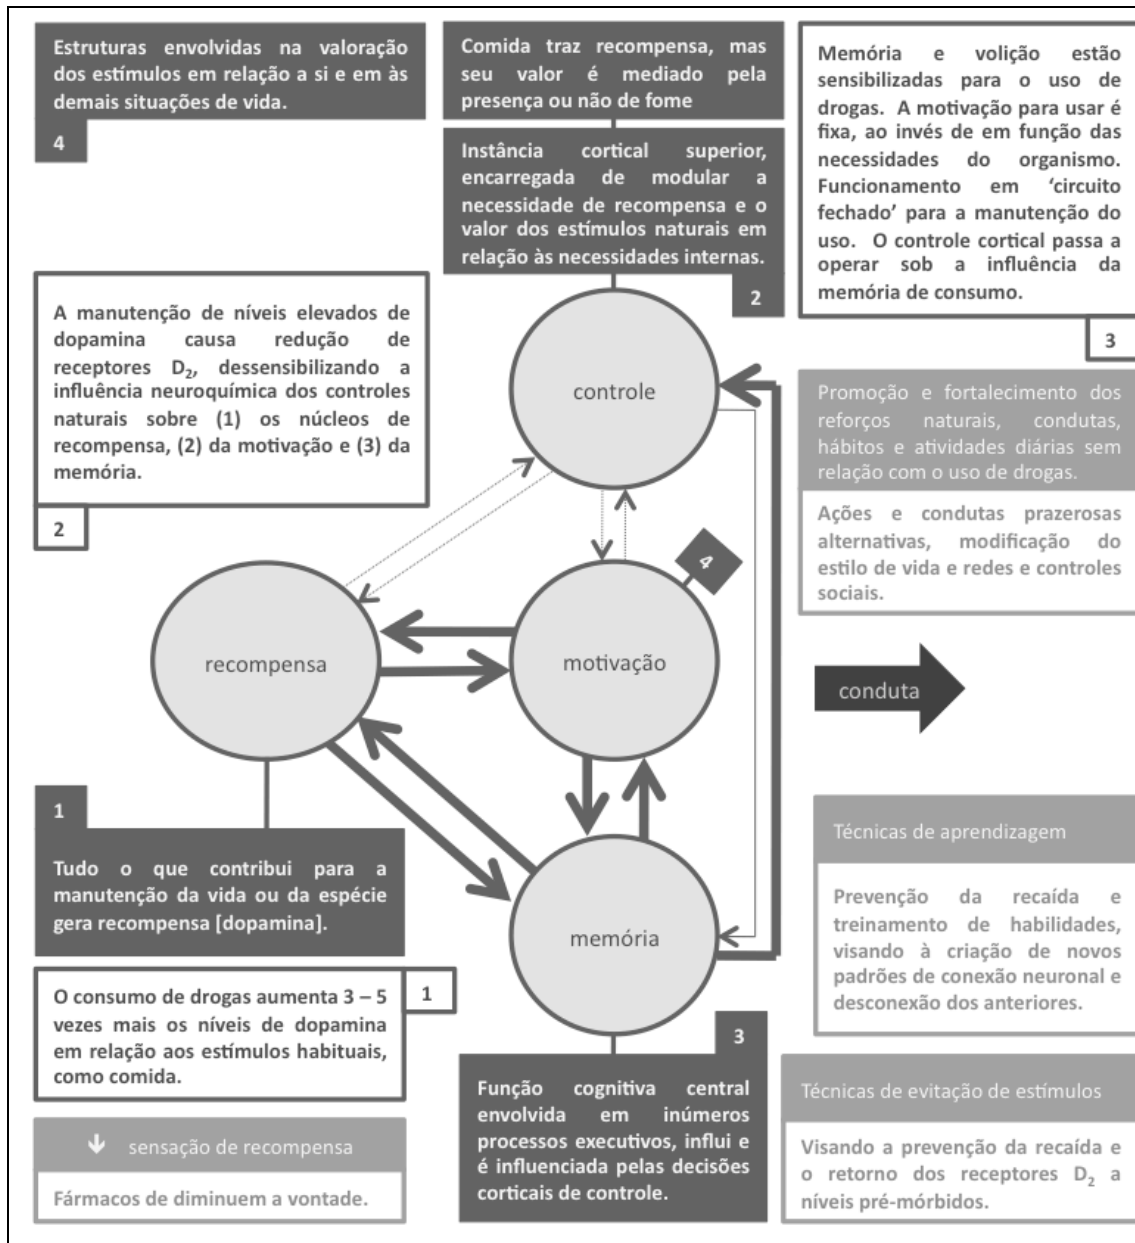 Estruturas envolvidas na valoração
dos estímulos em relação a si e em às
demais situações de vida.
4
Comida traz recompensa, mas
seu valor é mediado pela
presença ou não de fome
Instância cortical superior,
encarregada de modular a
necessidade de recompensa e o
valor dos estímulos naturais em
relação às necessidades internas.
2
Memória e volição estão
sensibilizadas para o uso de
drogas. A motivação para usar é
fixa, ao invés de em função das
necessidades do organismo.
Funcionamento em ‘circuito
fechado’ para a manutenção do
uso. O controle cortical passa a
operar sob a influência da
memória de consumo.
3
A manutenção de níveis elevados de
dopamina causa redução de
receptores D2, dessensibilizando a
influência neuroquímica dos controles
naturais sobre (1) os núcleos de
recompensa, (2) da motivação e (3) da
memória.
2
controle
Promoção e fortalecimento dos
reforços naturais, condutas,
hábitos e atividades diárias sem
relação com o uso de drogas.
Ações e condutas prazerosas
alternativas, modificação do
estilo de vida e redes e controles
sociais.
4
recompensa
motivação
conduta
1
Tudo o que contribui para a
manutenção da vida ou da espécie
gera recompensa [dopamina].
memória
Técnicas de aprendizagem
Prevenção da recaída e
treinamento de habilidades,
visando à criação de novos
padrões de conexão neuronal e
desconexão dos anteriores.
O consumo de drogas aumenta 3 – 5
vezes mais os níveis de dopamina
em relação aos estímulos habituais,
como comida.
1
3
Função cognitiva central
envolvida em inúmeros
processos executivos, influi e
é influenciada pelas decisões
corticais de controle.
sensação de recompensa
Fármacos de diminuem a vontade.
Técnicas de evitação de estímulos
Visando a prevenção da recaída e
o retorno dos receptores D2 a
níveis pré-mórbidos.